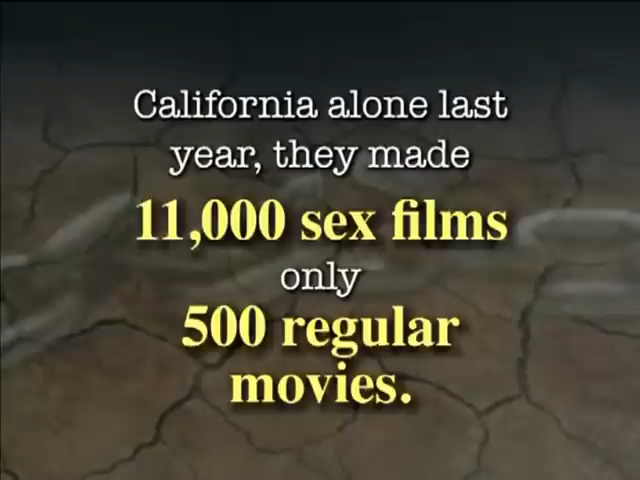 California alone last
year, they made
11,000 sex films
only
500 regular
movies.